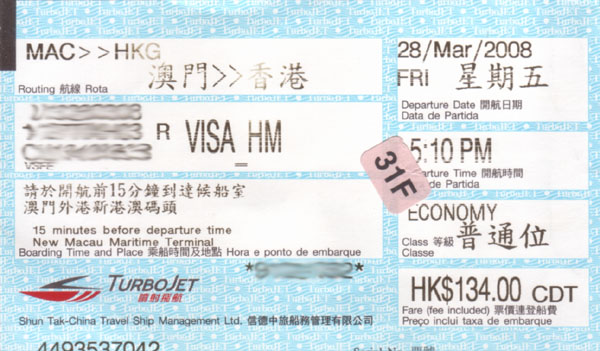 MAC>>HKG
澳門>>香港
Routing 航線 Rota
28/Mar/2008
FRI 星期五
Departure Date 開航日期
Data de Partida
R VISA_HM
31F
5:10 PM
Departure Time 開航時間
de Partida
請於開航前15分鐘到達候船室
澳門外港新港澳碼頭
15 minutes before departure time
New Macau Maritime Terminal
Boarding Time and Place 乘船時間及地點 Hora e ponto de embarque
ECONOMY
Class 等級 普通位
Classe
TURBOJET
噴射飛航
Shun Tak-China Travel Ship Management Ltd. 信德中旅船務管理有限公司
HK$134.00 CDT
Fare (fee included) 票價連登船費
Preço inclui taxa de embarque
4493537042